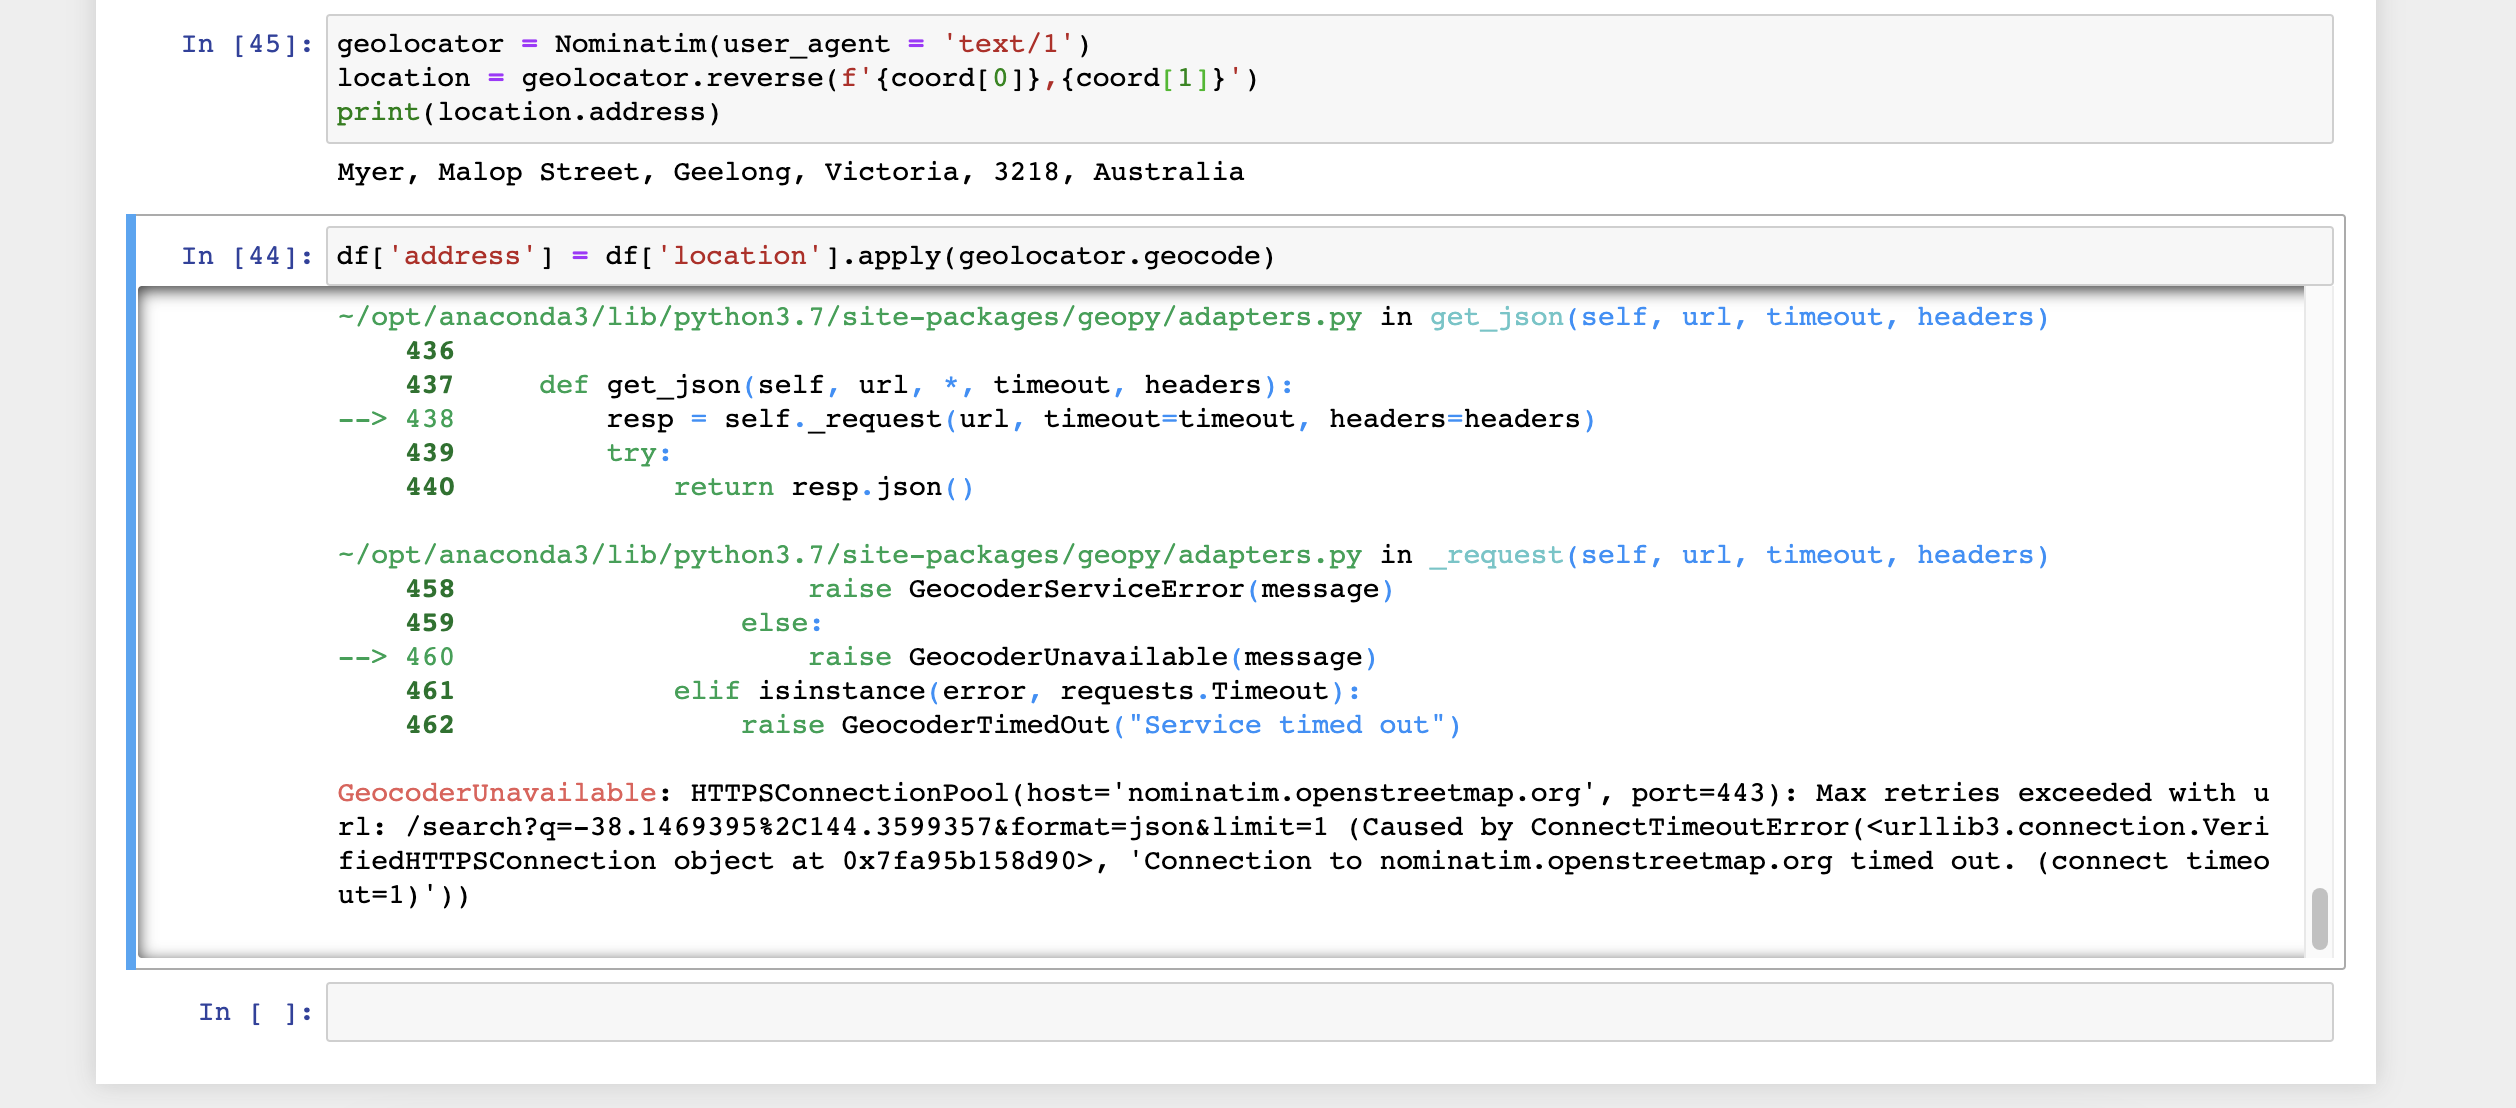 In [45]: geolocator = Nominatim(user_agent = 'text/1')
location = geolocator.reverse(f'{coord[0]},{coord[1]}')
print(location.address)
Myer, Malop Street, Geelong, Victoria, 3218, Australia
In [44]: df['address'] = df['location'].apply(geolocator.geocode)
~/opt/anaconda3/lib/python3.7/site-packages/geopy/adapters.py in get_json(self, url, timeout, headers)
436
437 def get_json(self, url, *, timeout, headers):
--> 438 resp = self._request(url, timeout=timeout, headers=headers)
439 try:
440 return resp.json()
~/opt/anaconda3/lib/python3.7/site-packages/geopy/adapters.py in _request(self, url, timeout, headers)
458 raise GeocoderServiceError(message)
459 else:
--> 460 raise GeocoderUnavailable(message)
461 elif isinstance(error, requests.Timeout):
462 raise GeocoderTimedOut("Service timed out")
GeocoderUnavailable: HTTPSConnectionPool(host='nominatim.openstreetmap.org', port=443): Max retries exceeded with u
rl: /search?q=-38.1469395%2C144.3599357&format=json&limit=1 (Caused by ConnectTimeoutError(<urllib3.connection.Veri
fiedHTTPSConnection object at 0x7fa95b158d90>, 'Connection to nominatim.openstreetmap.org timed out. (connect timeo
ut=1)'))
In [ ]: